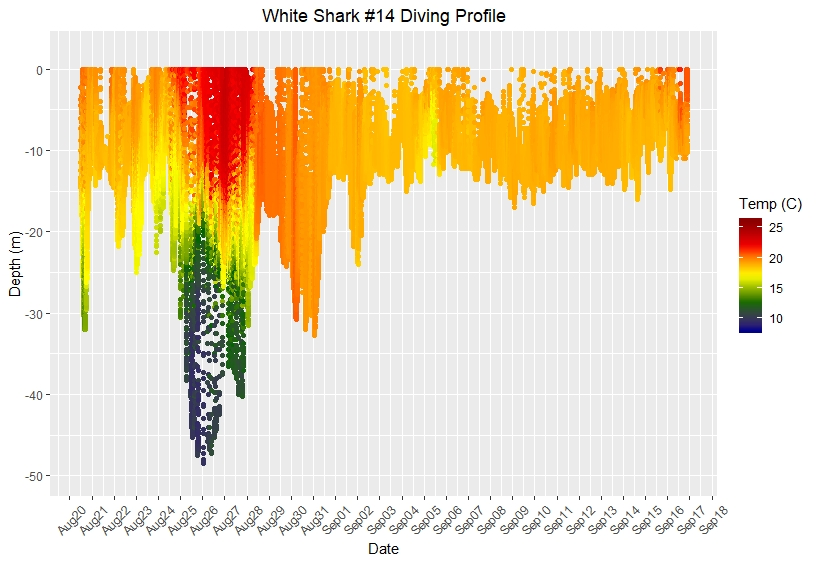 White Shark #14 Diving Profile
Depth (m)
0
-10
-20
-30
-40
-50
Aug20 Aug21 Aug22 Aug23 Aug24 Aug25 Aug26 Aug27 Aug28 Aug29 Aug30 Aug31 Sep01 Sep02 Sep03 Sep04 Sep05 Sep06 Sep07 Sep08 Sep09 Sep10 Sep11 Sep12 Sep13 Sep14 Sep15 Sep16 Sep17 Sep18
Date
Temp (C)
25
20
15
10